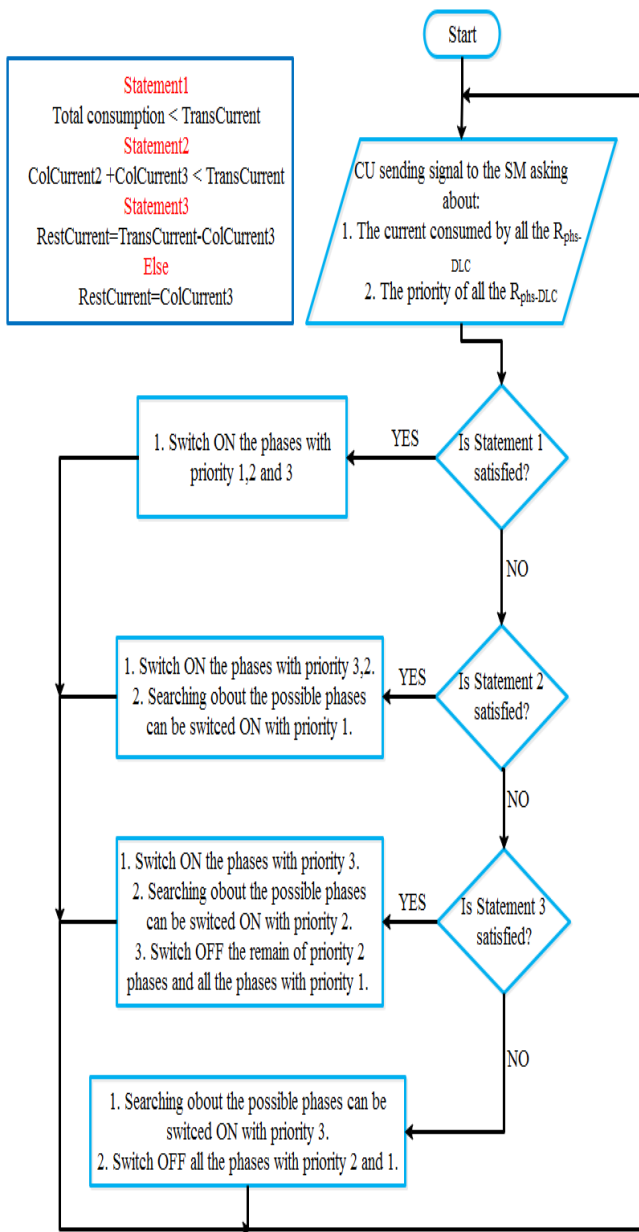 Start
Statement1
Total consumption < TransCurrent
Statement2
ColCurrent2 +ColCurrent3 < TransCurrent
Statement3
RestCurrent=TransCurrent-ColCurrent3
Else
RestCurrent=ColCurrent3
CU sending signal to the SM asking
about:
1. The current consumed by all the Rphs-
DLC
2. The priority of all the Rphs-DLC
Is Statement 1
satisfied?
YES
1. Switch ON the phases with
priority 1,2 and 3
NO
Is Statement 2
satisfied?
YES
1. Switch ON the phases with priority 3,2.
2. Searching obout the possible phases
can be switced ON with priority 1.
NO
Is Statement 3
satisfied?
YES
1. Switch ON the phases with priority 3.
2. Searching obout the possible phases
can be switced ON with priority 2.
3. Switch OFF the remain of priority 2
phases and all the phases with priority 1.
NO
1. Searching obout the possible phases can be
switced ON with priority 3.
2. Switch OFF all the phases with priority 2 and 1.